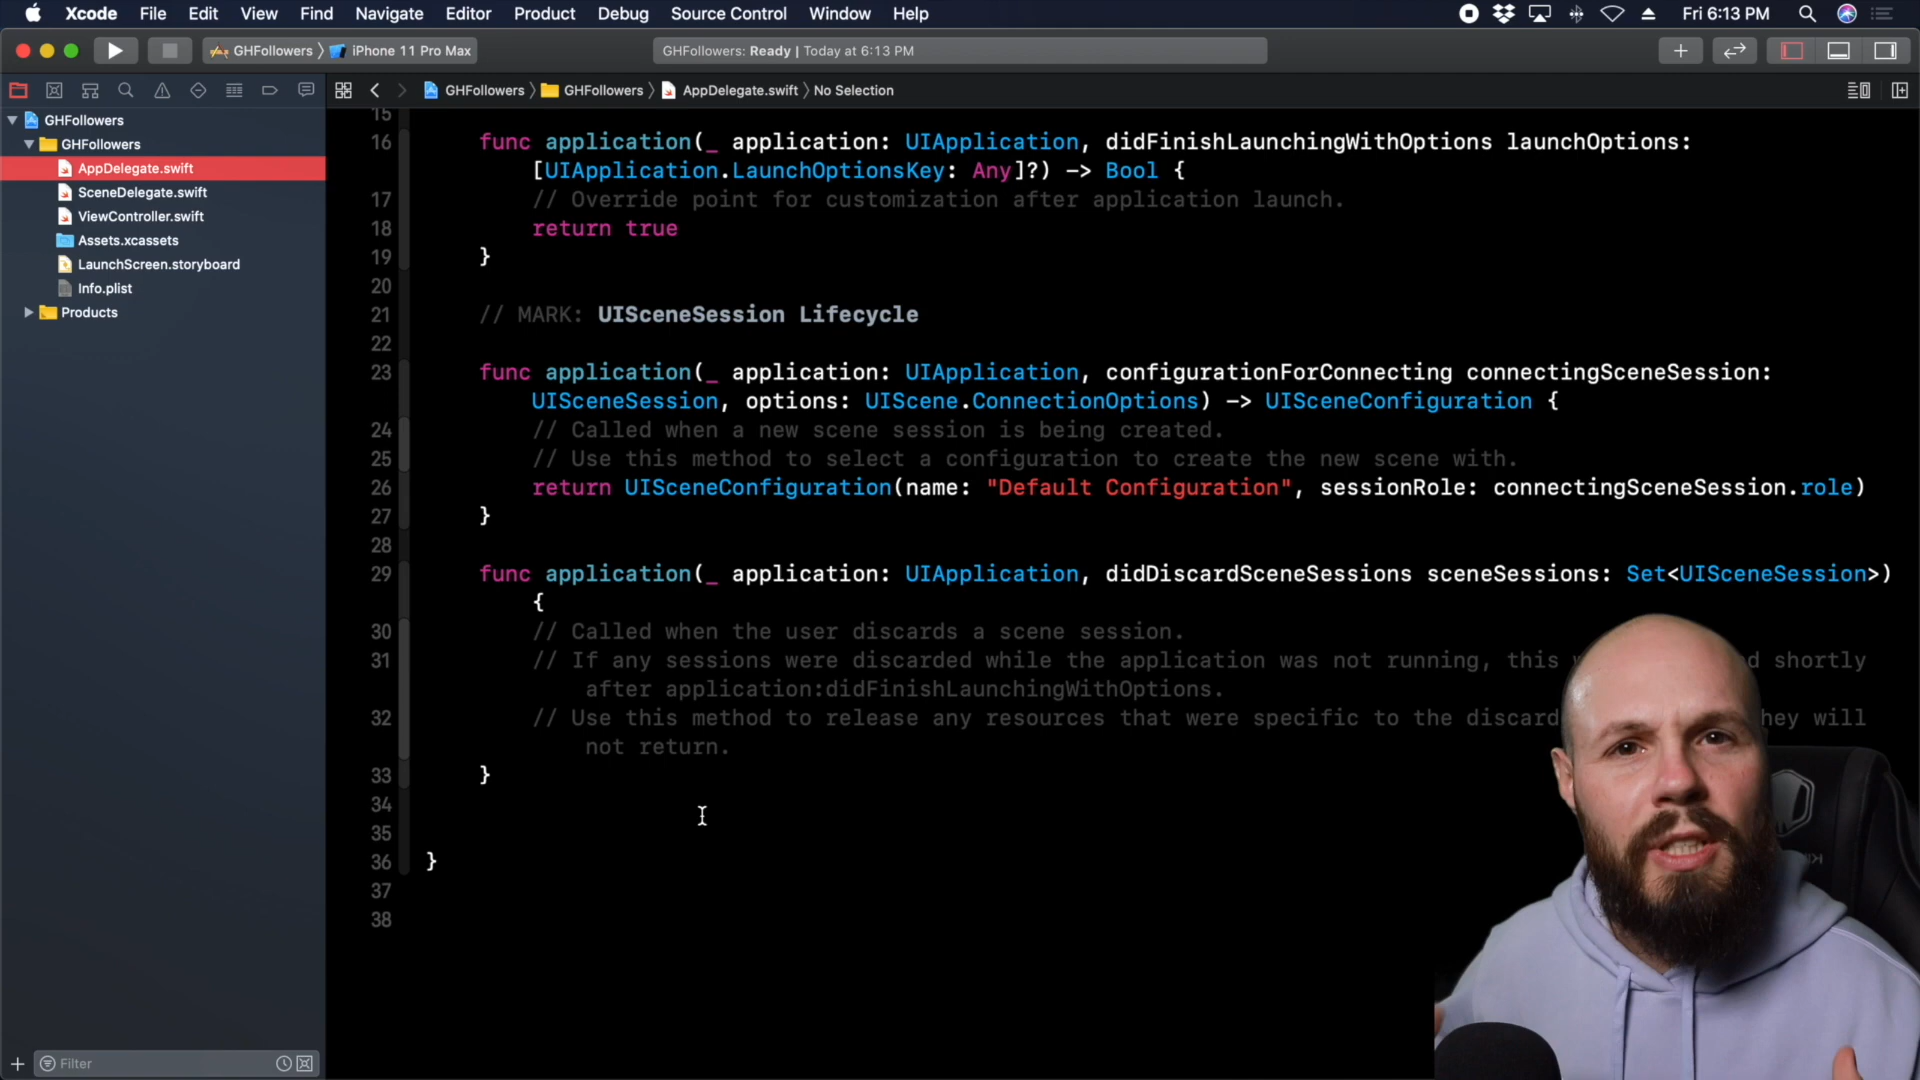 Xcode File Edit View Find Navigate Editor Product Debug Source Control Window Help Fri 6:13 PM
GHFollowers iPhone 11 Pro Max GHFollowers: Ready | Today at 6:13 PM
GHFollowers GHFollowers AppDelegate.swift No Selection
GHFollowers
GHFollowers
AppDelegate.swift
SceneDelegate.swift
ViewController.swift
Assets.xcassets
LaunchScreen.storyboard
Info.plist
Products
Filter
15
16 func application(_ application: UIApplication, didFinishLaunchingWithOptions launchOptions:
[UIApplication.LaunchOptionsKey: Any]?) -> Bool {
17 // Override point for customization after application launch.
18 return true
19 }
20
21 // MARK: UISceneSession Lifecycle
22
23 func application(_ application: UIApplication, configurationForConnecting connectingSceneSession:
UISceneSession, options: UIScene.ConnectionOptions) -> UISceneConfiguration {
24 // Called when a new scene session is being created.
25 // Use this method to select a configuration to create the new scene with.
26 return UISceneConfiguration(name: "Default Configuration", sessionRole: connectingSceneSession.role)
27 }
28
29 func application(_ application: UIApplication, didDiscardSceneSessions sceneSessions: Set<UISceneSession>)
{
30 // Called when the user discards a scene session.
31 // If any sessions were discarded while the application was not running, this shortly
after application:didFinishLaunchingWithOptions.
32 // Use this method to release any resources that were specific to the discard hey will
not return.
33 }
34
35
36 }
37
38